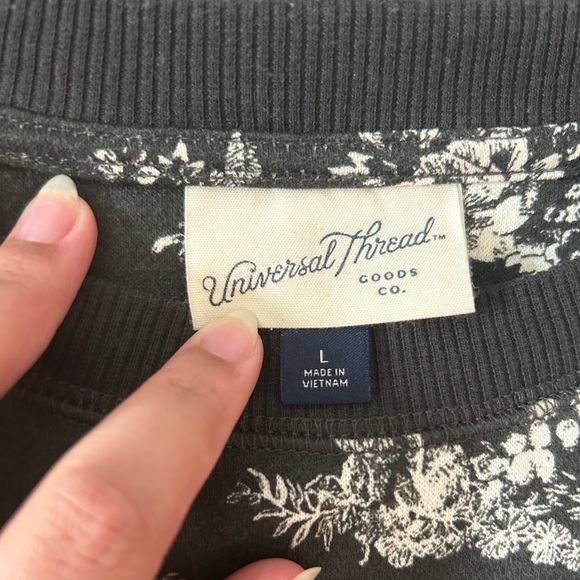 Universal Thread™
GOODS
CO.
L
MADE IN
VIETNAM